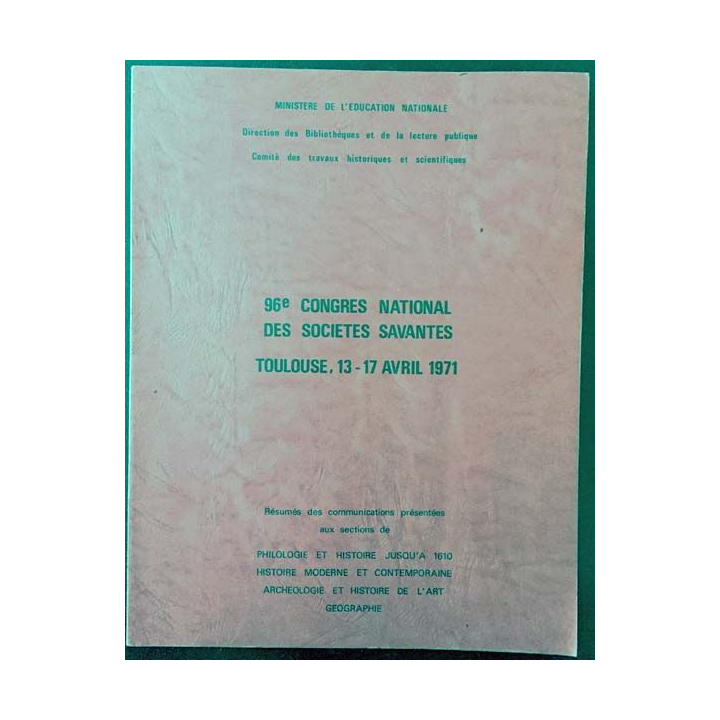 MINISTERE DE L'EDUCATION NATIONALE
Direction des Bibliothèques et de la lecture publique
Comité des travaux historiques et scientifiques
96e CONGRES NATIONAL
DES SOCIETES SAVANTES
TOULOUSE, 13-17 AVRIL 1971
Résumés des communications présentées
aux sections de
PHILOLOGIE ET HISTOIRE JUSQU'A 1610
HISTOIRE MODERNE ET CONTEMPORAINE
ARCHEOLOGIE ET HISTOIRE DE L'ART
GEOGRAPHIE